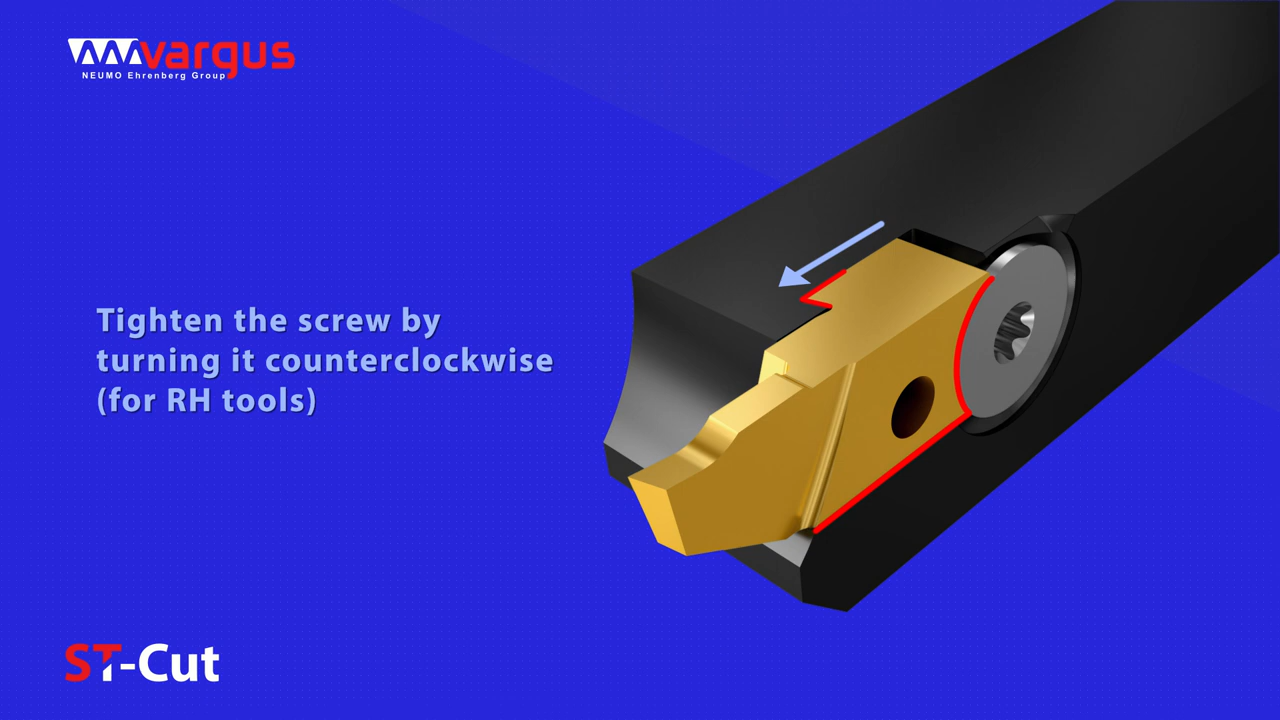 vargus
NEUMO Ehrenberg Group
Tighten the screw by
turning it counterclockwise
(for RH tools)
ST-Cut